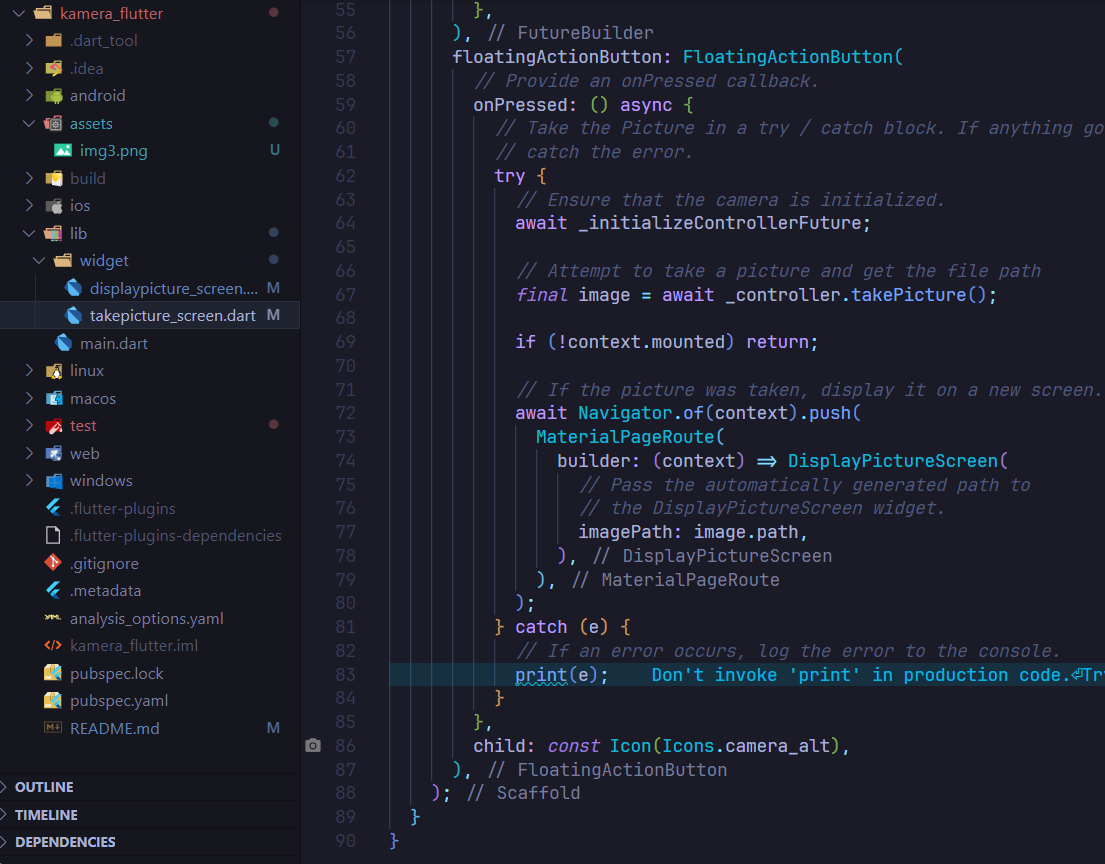 kamera_flutter
.dart_tool
.idea
android
assets
img3.png U
build
ios
lib
widget
displaypicture_screen.... M
takepicture_screen.dart M
main.dart
linux
macos
test
web
windows
.flutter-plugins
.flutter-plugins-dependencies
.gitignore
.metadata
analysis_options.yaml
kamera_flutter.iml
pubspec.lock
pubspec.yaml
README.md M
OUTLINE
TIMELINE
DEPENDENCIES
55 },
56 ), // FutureBuilder
57 floatingActionButton: FloatingActionButton(
58 // Provide an onPressed callback.
59 onPressed: () async {
60 // Take the Picture in a try / catch block. If anything go
61 // catch the error.
62 try {
63 // Ensure that the camera is initialized.
64 await _initializeControllerFuture;
65
66 // Attempt to take a picture and get the file path
67 final image = await _controller.takePicture();
68
69 if (!context.mounted) return;
70
71 // If the picture was taken, display it on a new screen.
72 await Navigator.of(context).push(
73 MaterialPageRoute(
74 builder: (context) => DisplayPictureScreen(
75 // Pass the automatically generated path to
76 // the DisplayPictureScreen widget.
77 imagePath: image.path,
78 ), // DisplayPictureScreen
79 ), // MaterialPageRoute
80 );
81 } catch (e) {
82 // If an error occurs, log the error to the console.
83 print(e); Don't invoke 'print' in production code.⏎Tr
84 }
85 },
86 child: const Icon(Icons.camera_alt),
87 ), // FloatingActionButton
88 ); // Scaffold
89 }
90 }